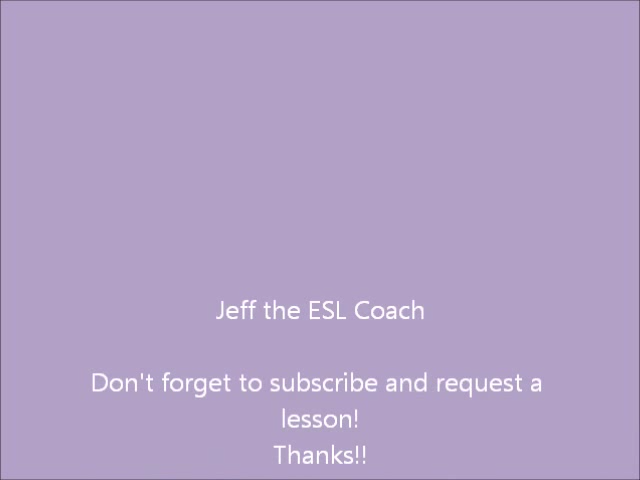 Jeff the ESL Coach
Don't forget to subscribe and request a
lesson!
Thanks!!